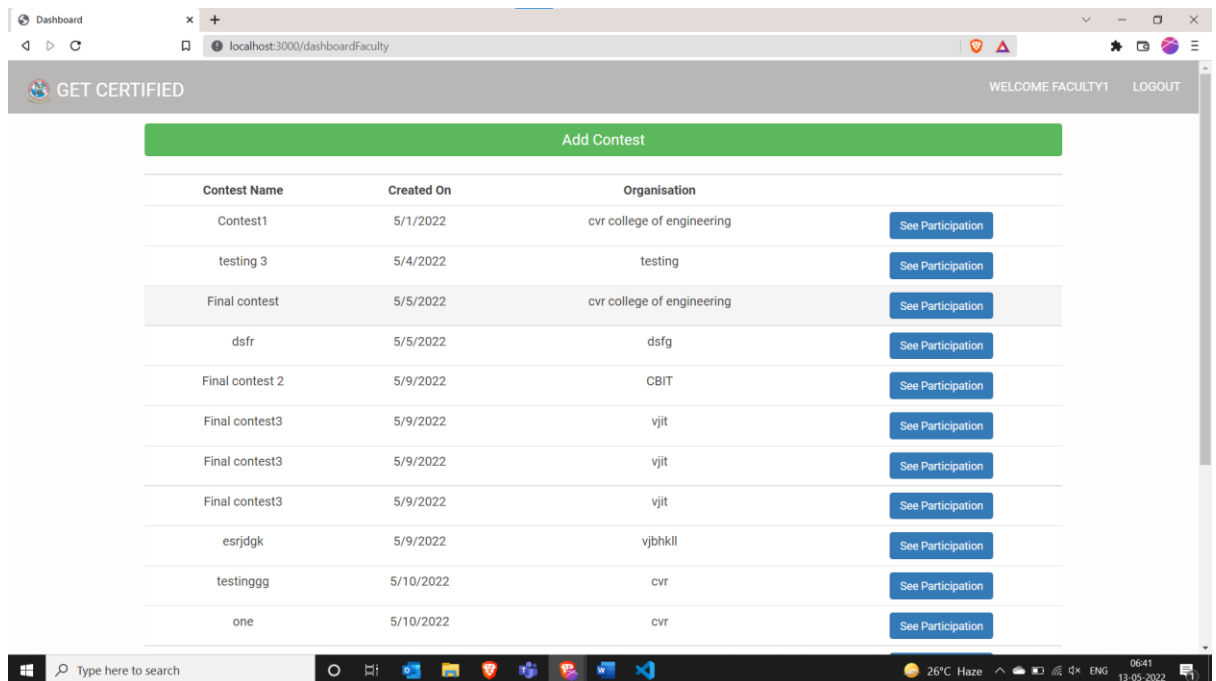 Dashboard
localhost:3000/dashboardFaculty
GET CERTIFIED WELCOME FACULTY1 LOGOUT
Add Contest
Contest Name Created On Organisation
Contest1 5/1/2022 cvr college of engineering See Participation
testing 3 5/4/2022 testing See Participation
Final contest 5/5/2022 cvr college of engineering See Participation
dsfr 5/5/2022 dsfg See Participation
Final contest 2 5/9/2022 CBIT See Participation
Final contest3 5/9/2022 vjit See Participation
Final contest3 5/9/2022 vjit See Participation
Final contest3 5/9/2022 vjit See Participation
esrjdgk 5/9/2022 vjbhkll See Participation
testinggg 5/10/2022 cvr See Participation
one 5/10/2022 cvr See Participation
Type here to search 26°C Haze ENG 06:41
13-05-2022